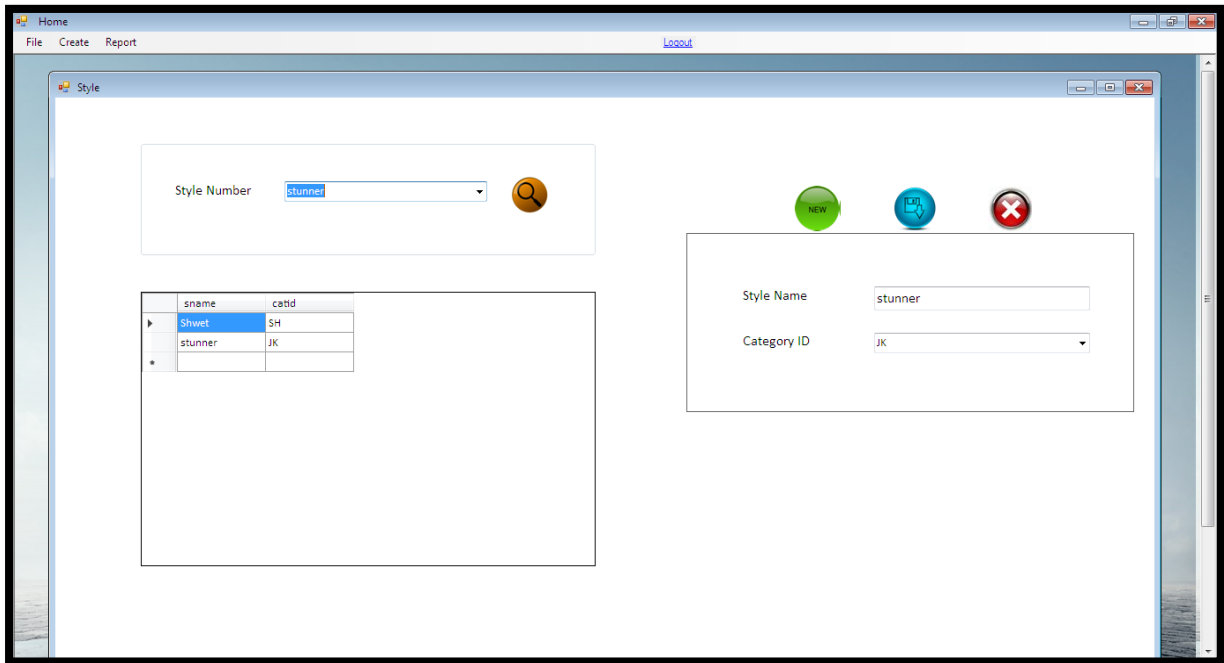 Home
File Create Report Logout
Style
Style Number stunner
NEW
sname catid
Shwet SH
stunner JK
*
Style Name stunner
Category ID JK